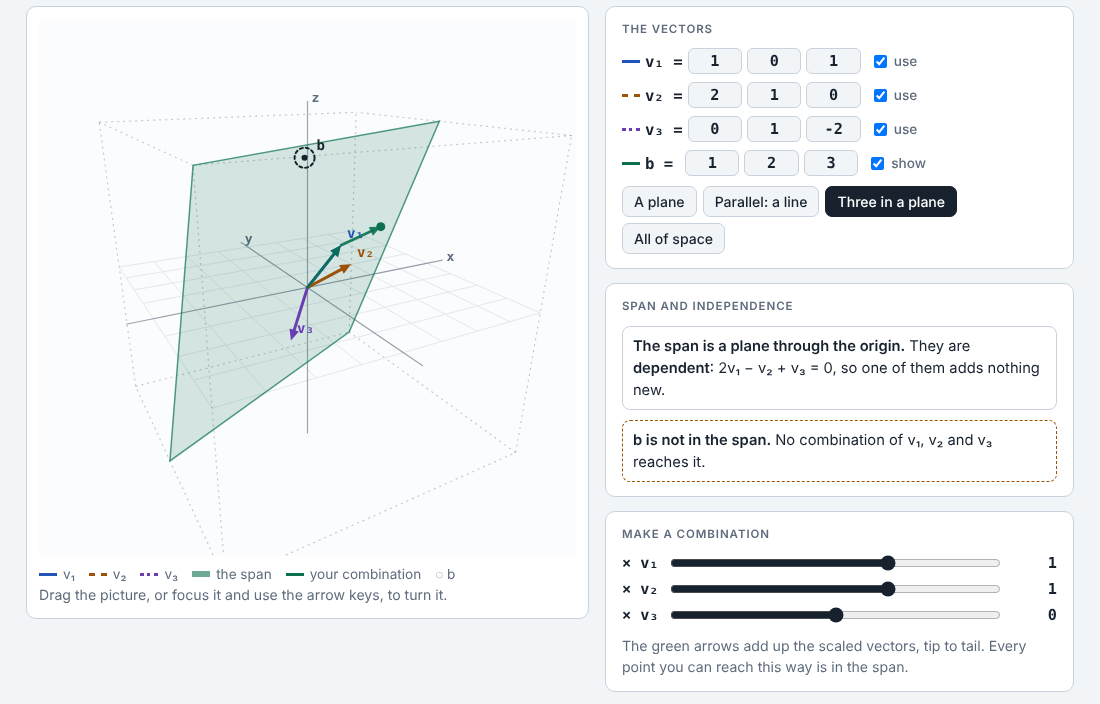 z
b
y
v₁
v₂
x
v₃
v₁ v₂ v₃ the span your combination b
Drag the picture, or focus it and use the arrow keys, to turn it.
THE VECTORS
v₁ = 1 0 1 use
v₂ = 2 1 0 use
v₃ = 0 1 -2 use
b = 1 2 3 show
A plane Parallel: a line Three in a plane
All of space
SPAN AND INDEPENDENCE
The span is a plane through the origin. They are
dependent: 2v₁ − v₂ + v₃ = 0, so one of them adds nothing
new.
b is not in the span. No combination of v₁, v₂ and v₃
reaches it.
MAKE A COMBINATION
× v₁ 1
× v₂ 1
× v₃ 0
The green arrows add up the scaled vectors, tip to tail. Every
point you can reach this way is in the span.